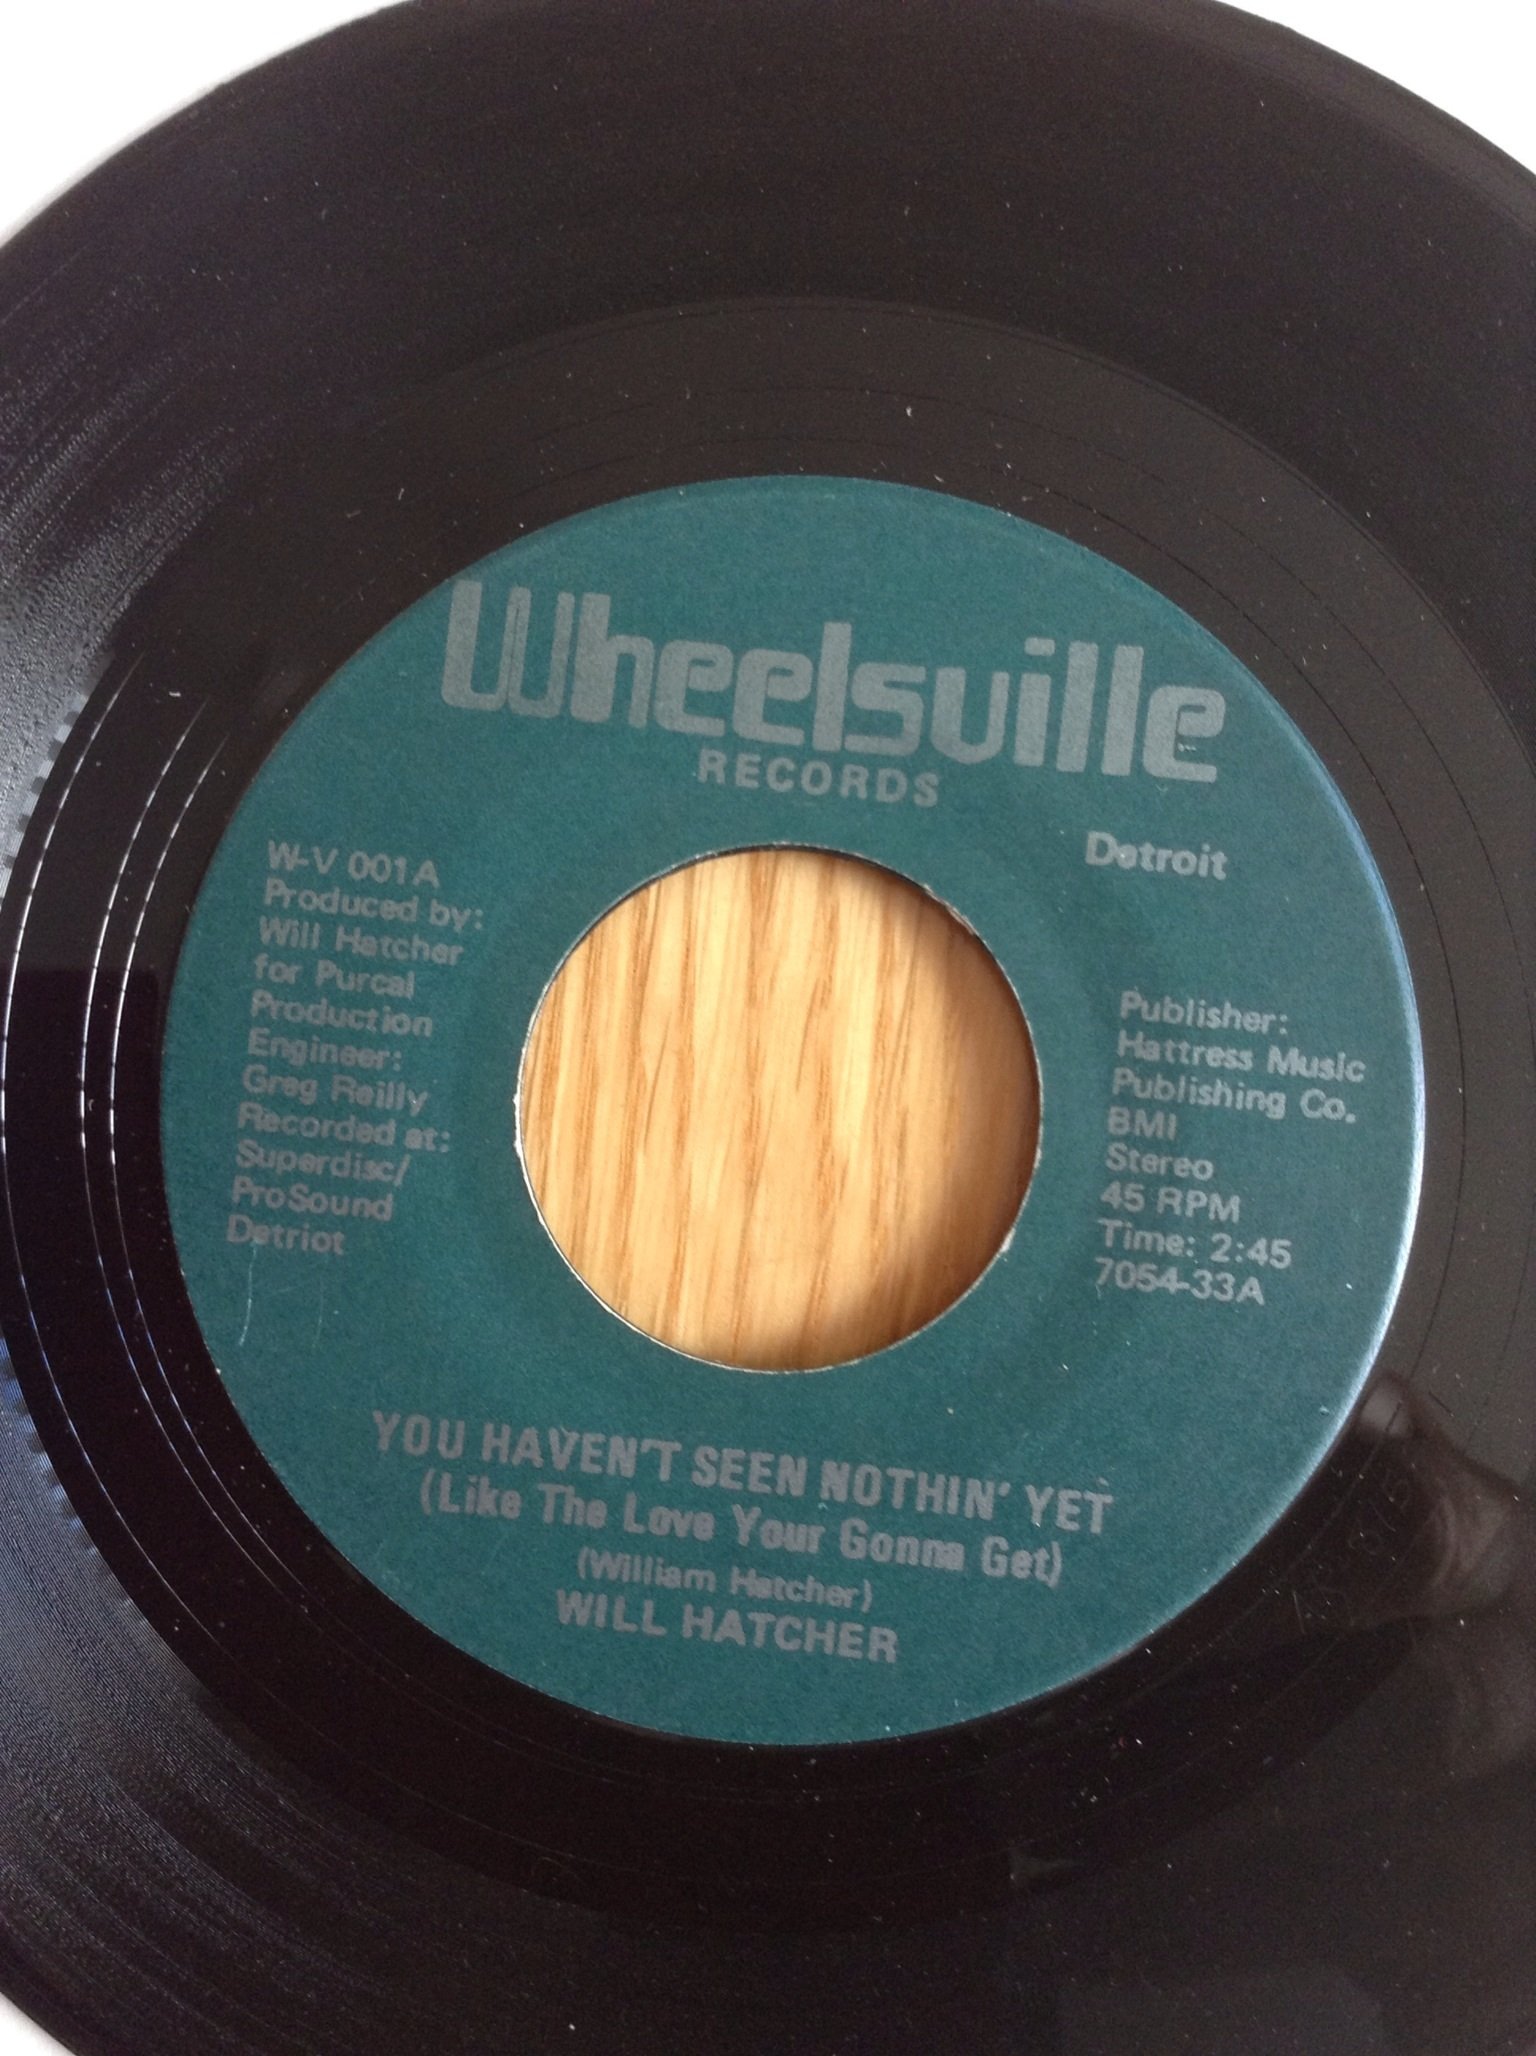 Wheelsville
RECORDS
Detroit
W-V 001A
Produced by:
Will Hatcher
for Purcal
Production
Engineer:
Greg Reilly
Recorded at:
Superdisc/
ProSound
Detriot
Publisher:
Hattress Music
Publishing Co.
BMI
Stereo
45 RPM
Time: 2:45
7054-33A
YOU HAVEN'T SEEN NOTHIN' YET
(Like The Love Your Gonna Get)
(William Hatcher)
WILL HATCHER